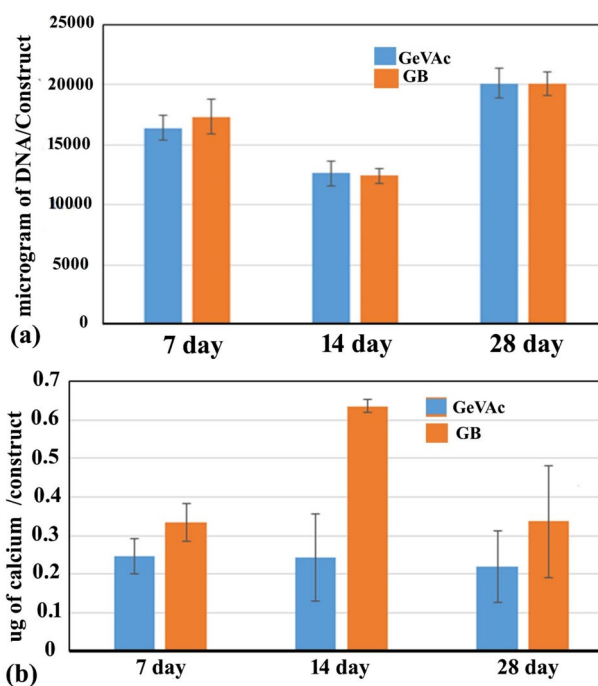 25000
20000
15000
10000
5000
0
microgram of DNA/Construct
GeVAc
GB
7 day 14 day 28 day
(a)
0.7
0.6
0.5
0.4
0.3
0.2
0.1
0
ug of calcium /construct
GeVAc
GB
7 day 14 day 28 day
(b)